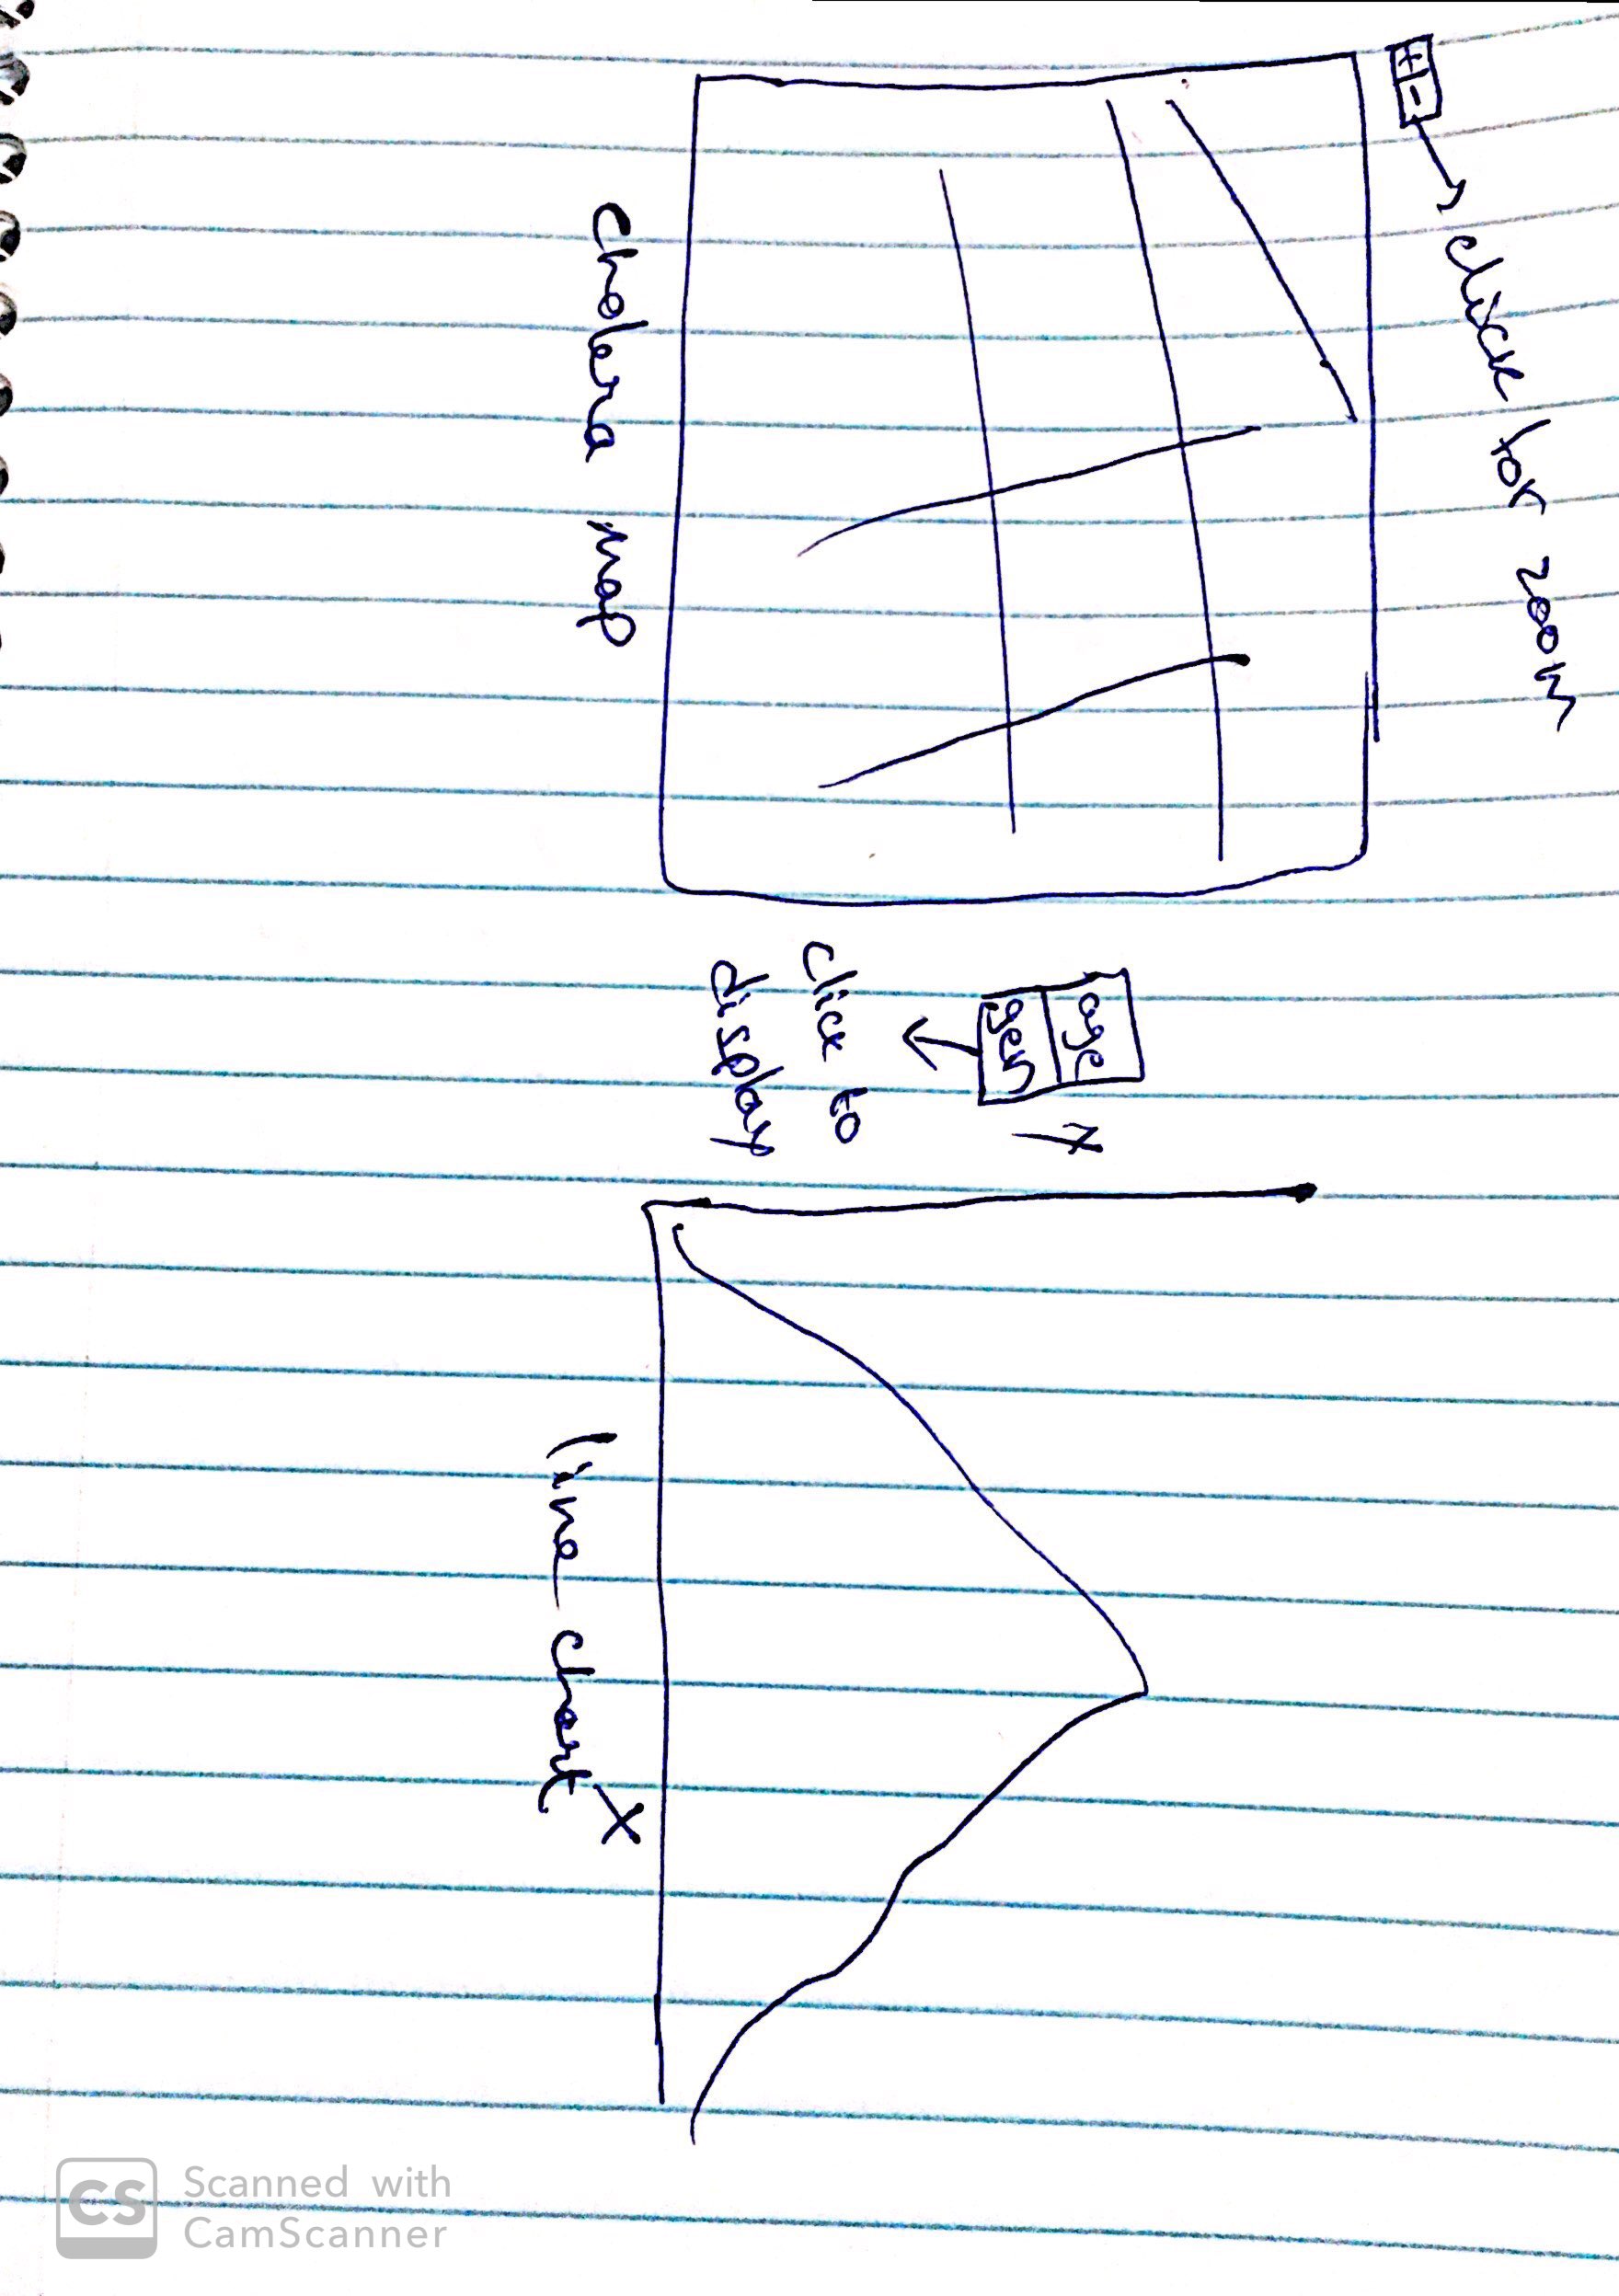 click for zoom
+ -
cholera map
age
gen
click to
display
Y
X
line chart
Scanned with
CamScanner
CS